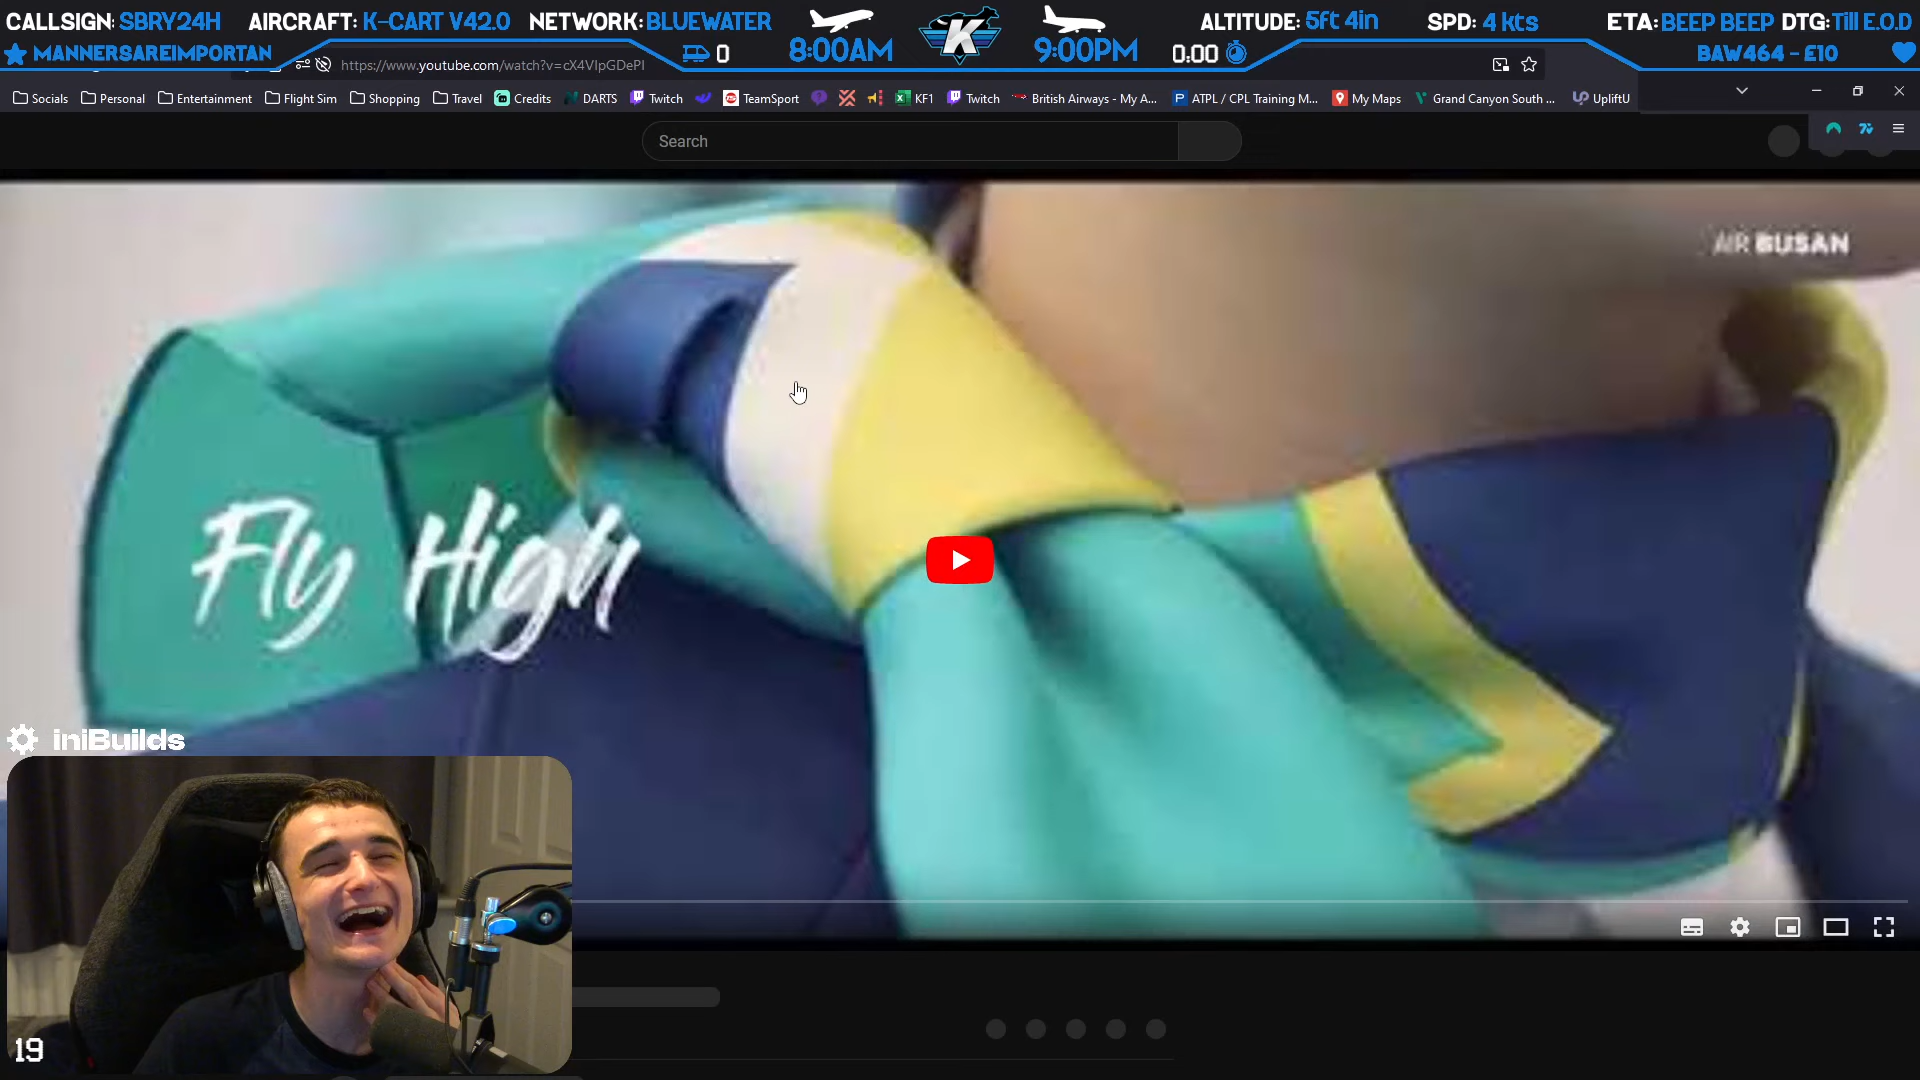 CALLSIGN: SBRY24H AIRCRAFT: K-CART V42.0 NETWORK: BLUEWATER
ALTITUDE: 5ft 4in SPD: 4 kts ETA: BEEP BEEP DTG: Till E.O.D
MANNERSAREIMPORTAN
0 8:00AM K 9:00PM 0:00
BAW464 - £10
https://www.youtube.com/watch?v=cX4VIpGDePI
Socials Personal Entertainment Flight Sim Shopping Travel Credits DARTS Twitch TeamSport KF1 Twitch British Airways - My A... ATPL / CPL Training M... My Maps Grand Canyon South ... UpliftU
Search
AIR BUSAN
Fly High
iniBuilds
19